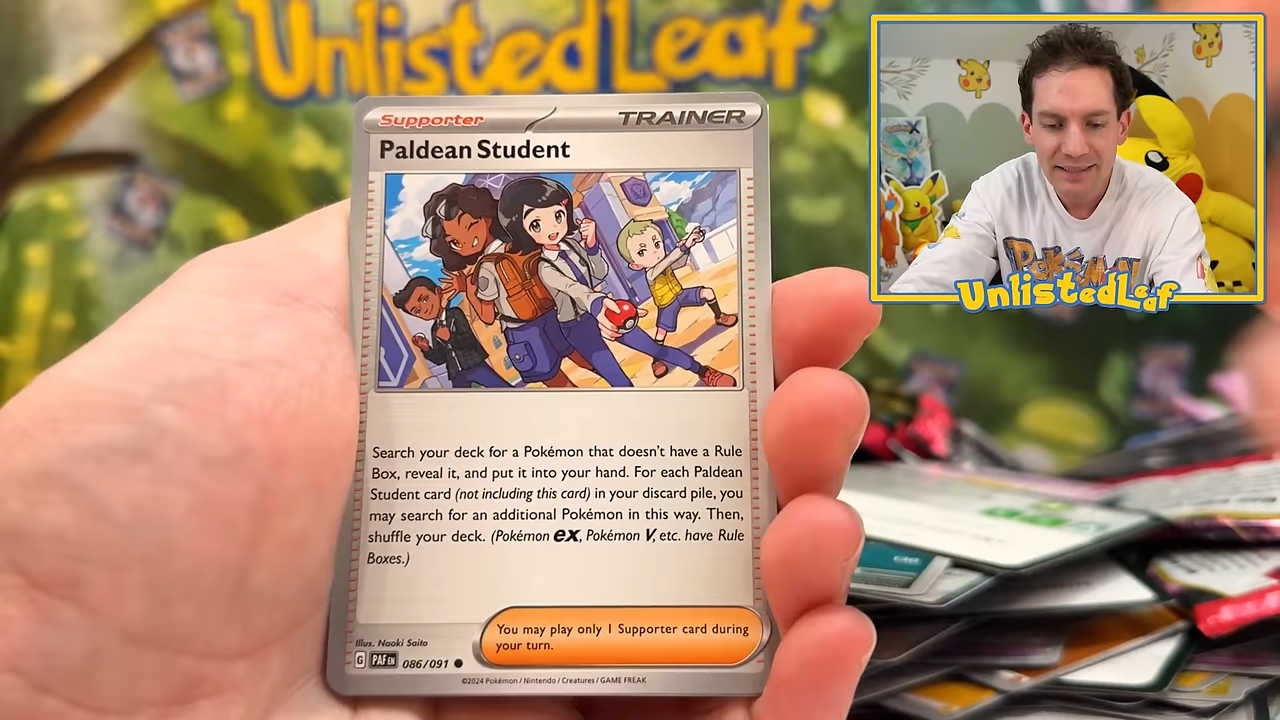 UnlistedLeaf
Supporter
TRAINER
Paldean Student
Search your deck for a Pokémon that doesn't have a Rule
Box, reveal it, and put it into your hand. For each Paldean
Student card (not including this card) in your discard pile, you
may search for an additional Pokémon in this way. Then,
shuffle your deck. (Pokémon ex, Pokémon V, etc. have Rule
Boxes.)
You may play only 1 Supporter card during
your turn.
Illus. Naoki Saito
G PAF EN 086/091
©2024 Pokémon / Nintendo / Creatures / GAME FREAK
UnlistedLeaf